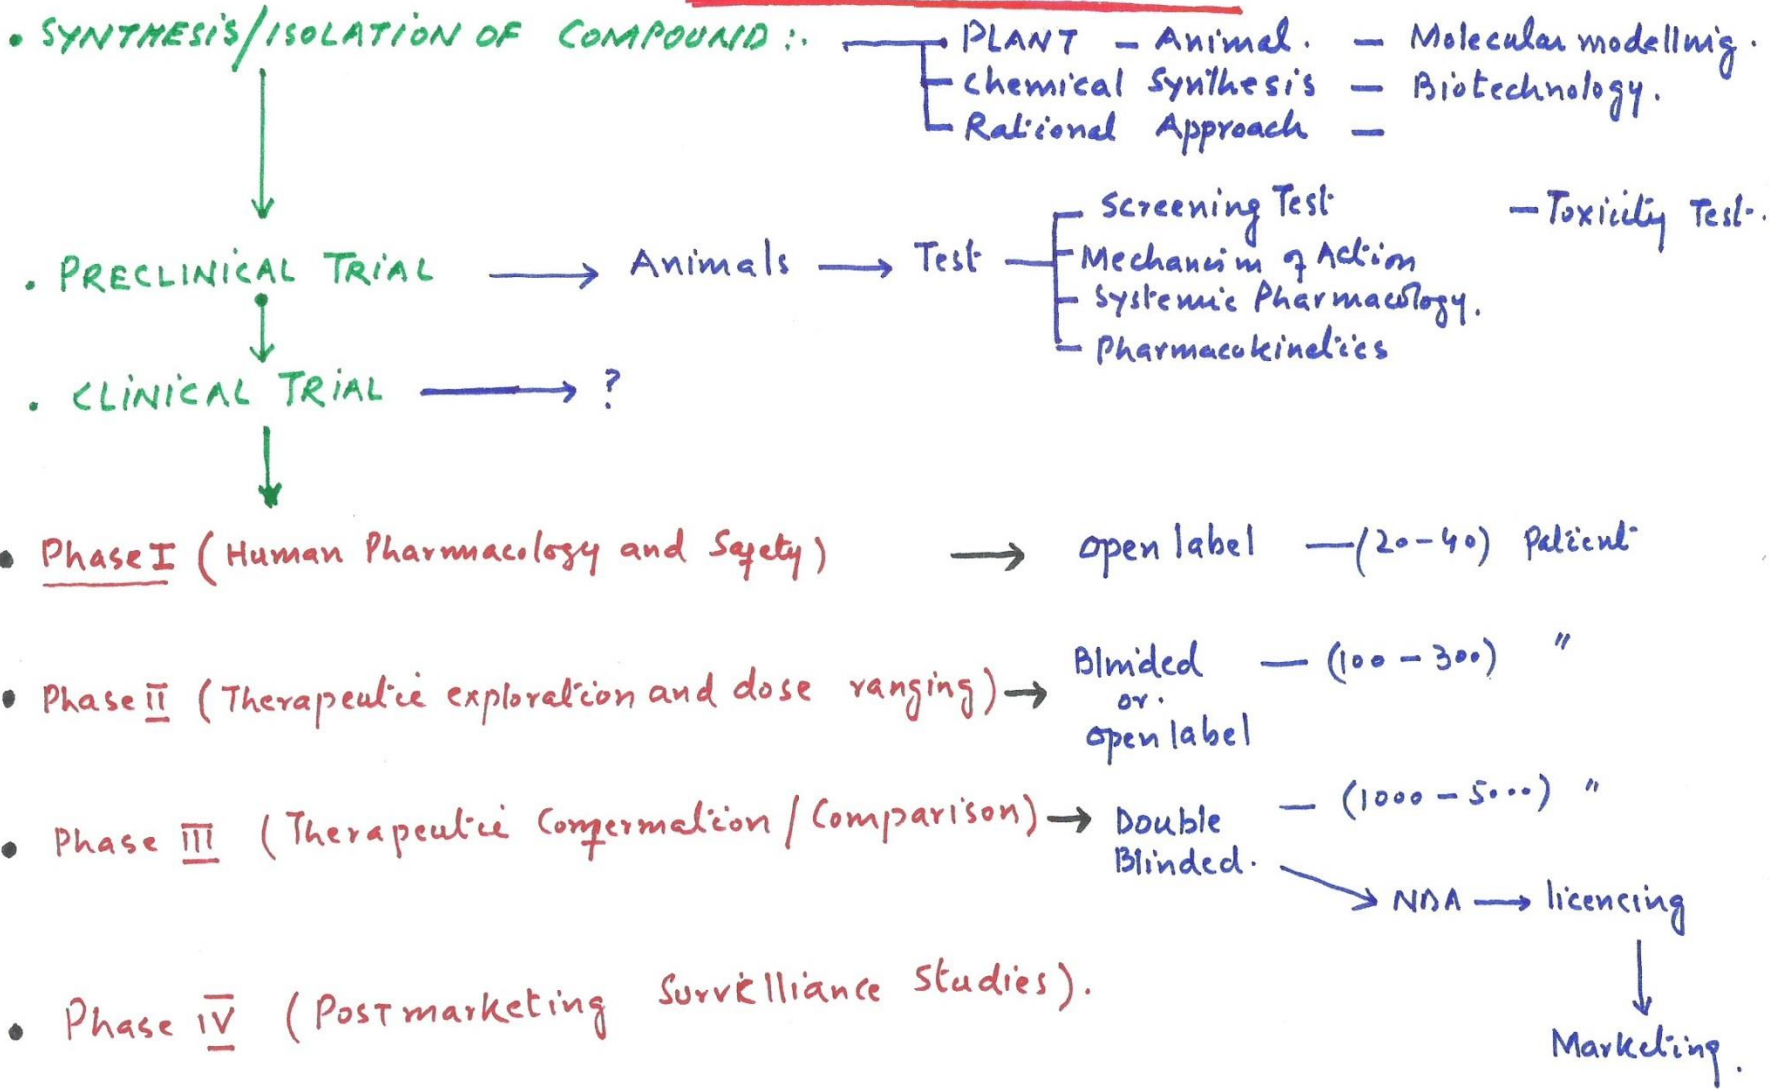 • SYNTHESIS/ISOLATION OF COMPOUND :. PLANT – Animal. – Molecular modelling.
Chemical Synthesis – Biotechnology.
Rational Approach –
Screening Test – Toxicity Test.
. PRECLINICAL TRIAL → Animals → Test Mechanism of Action
Systemic Pharmacology.
Pharmacokinetics
. CLINICAL TRIAL → ?
• Phase I (Human Pharmacology and Safety) → open label – (20-40) Patient
• Phase II (Therapeutic exploration and dose ranging) → Blinded – (100 – 300) "
or.
open label
• Phase III (Therapeutic Confermation / Comparison) → Double – (1000 – 5000) "
Blinded.
→ NDA → licencing
• Phase IV (Postmarketing Survelliance Studies).
Marketing.